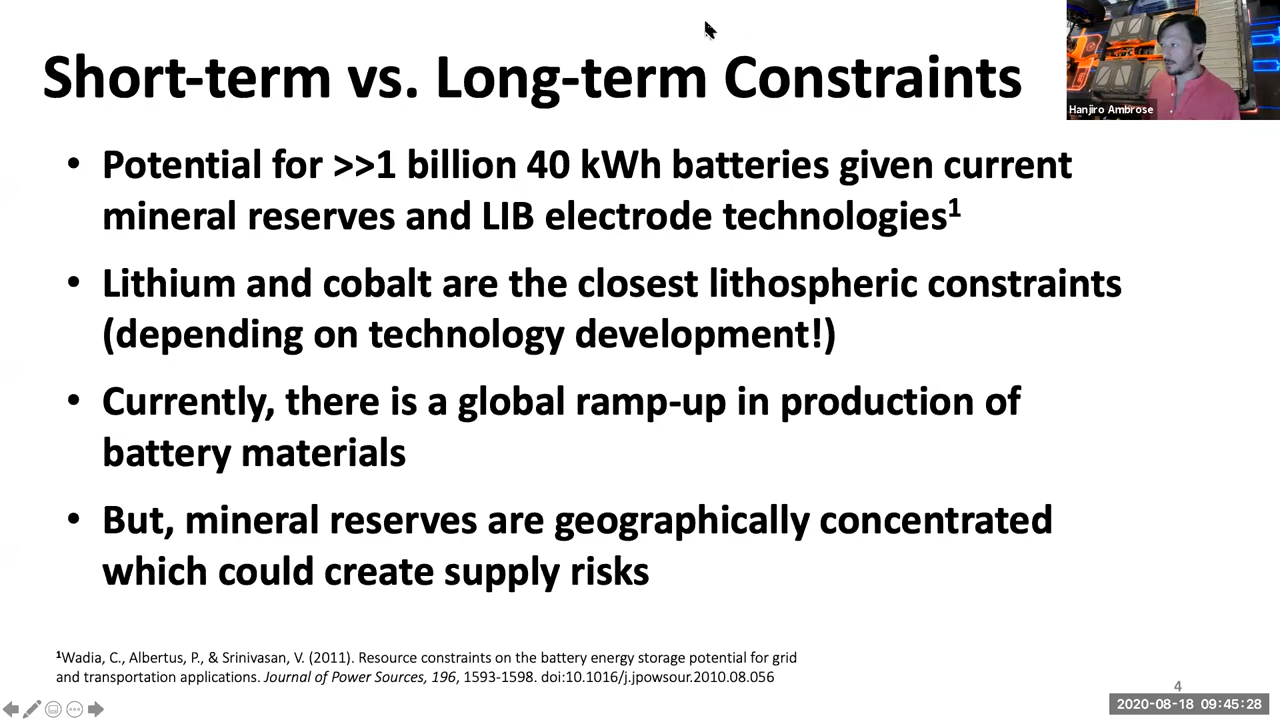 Short-term vs. Long-term Constraints
Hanjiro Ambrose
• Potential for >>1 billion 40 kWh batteries given current
mineral reserves and LIB electrode technologies¹
• Lithium and cobalt are the closest lithospheric constraints
(depending on technology development!)
• Currently, there is a global ramp-up in production of
battery materials
• But, mineral reserves are geographically concentrated
which could create supply risks
¹Wadia, C., Albertus, P., & Srinivasan, V. (2011). Resource constraints on the battery energy storage potential for grid
and transportation applications. Journal of Power Sources, 196, 1593-1598. doi:10.1016/j.jpowsour.2010.08.056
4
2020-08-18 09:45:28